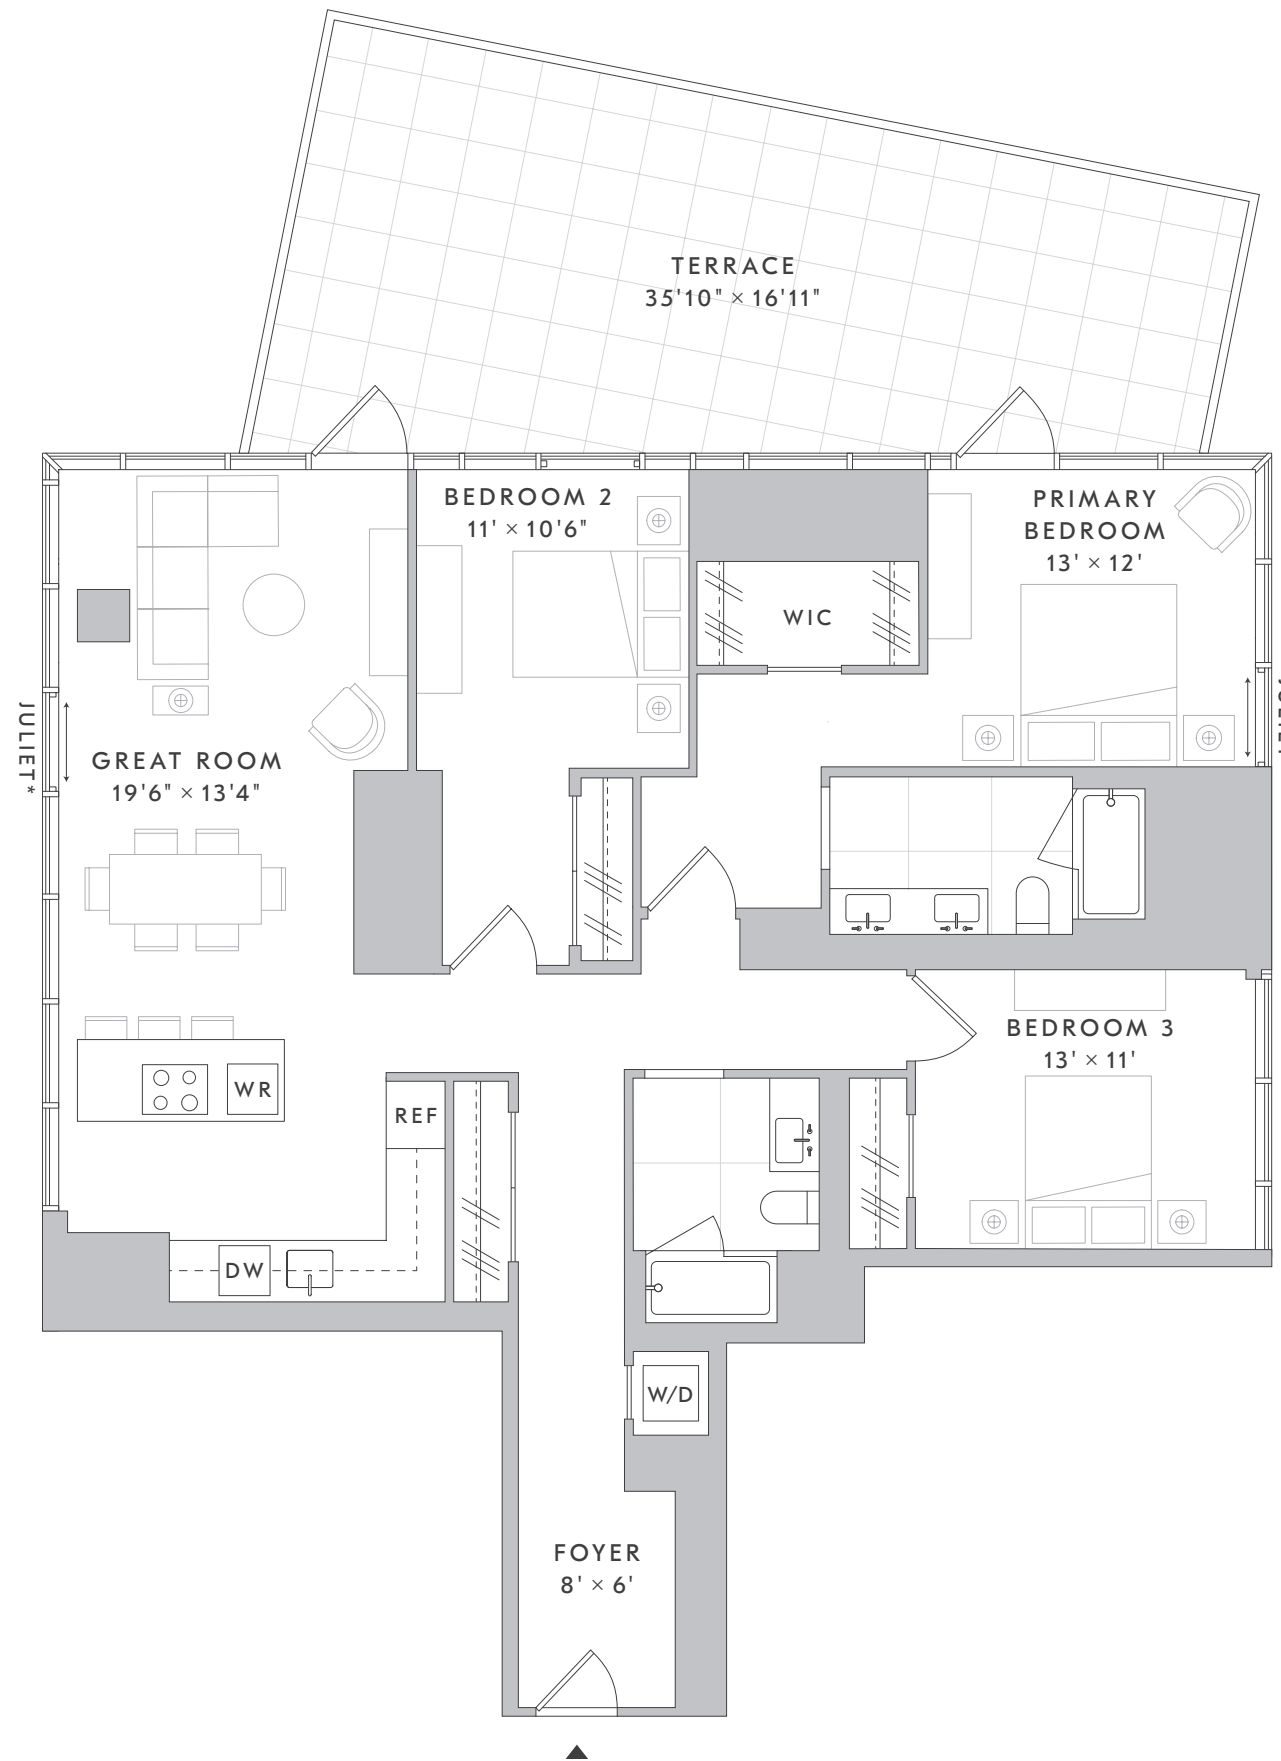 TERRACE
35'10" × 16'11"
BEDROOM 2
11' × 10'6"
PRIMARY
BEDROOM
13' × 12'
WIC
JULIET*
GREAT ROOM
19'6" × 13'4"
BEDROOM 3
13' × 11'
WR
REF
DW
W/D
FOYER
8' × 6'